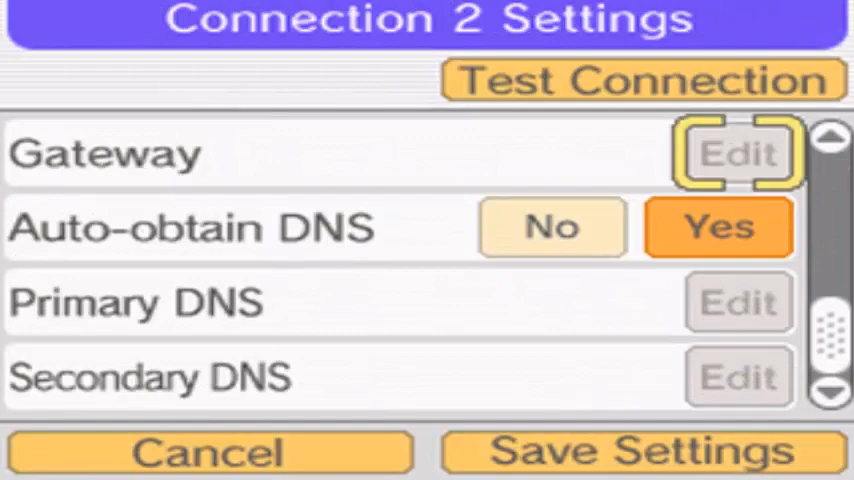 Connection 2 Settings
Test Connection
Gateway Edit
Auto-obtain DNS No Yes
Primary DNS Edit
Secondary DNS Edit
Cancel Save Settings